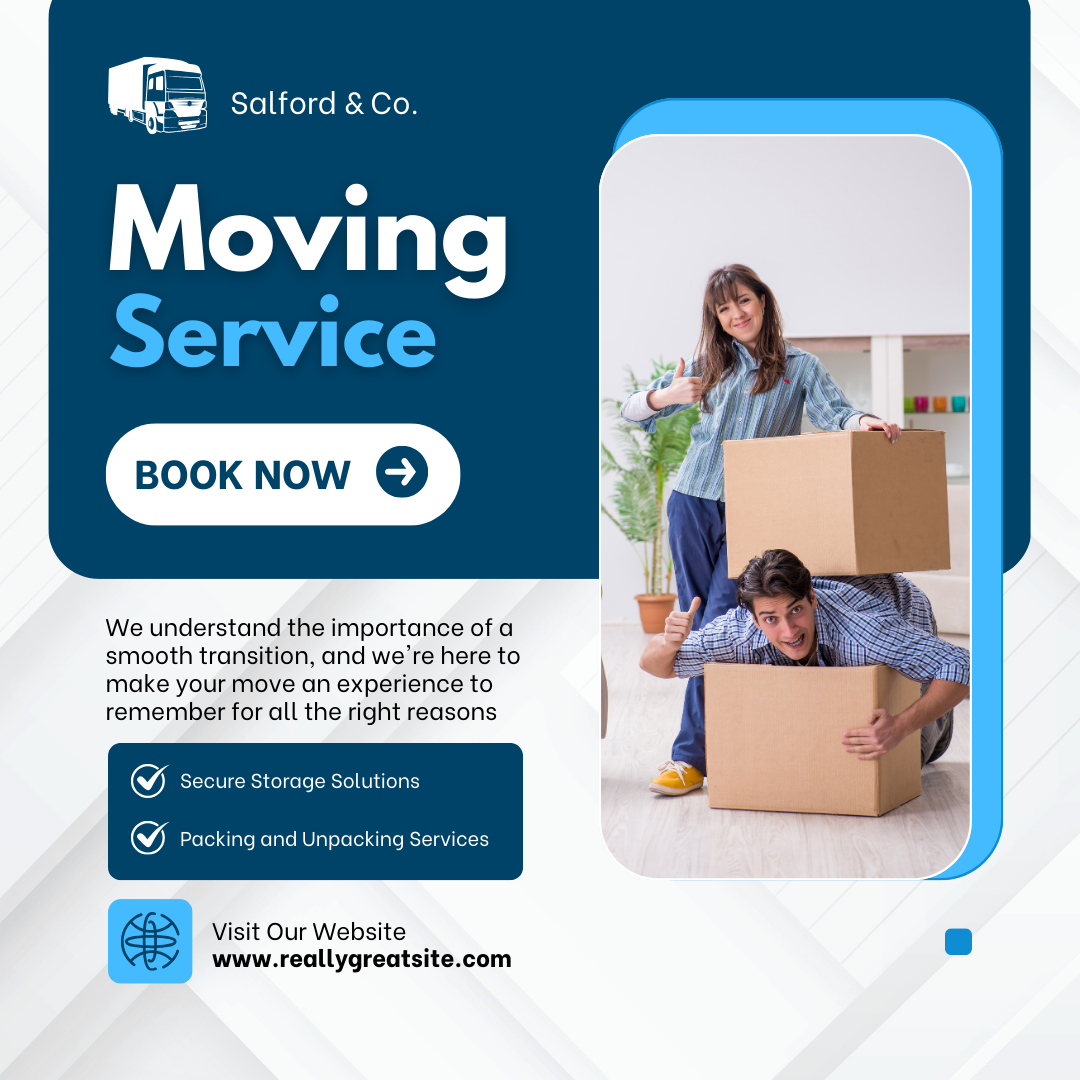 Salford & Co.
Moving
Service
BOOK NOW
We understand the importance of a
smooth transition, and we're here to
make your move an experience to
remember for all the right reasons
Secure Storage Solutions
Packing and Unpacking Services
Visit Our Website
www.reallygreatsite.com